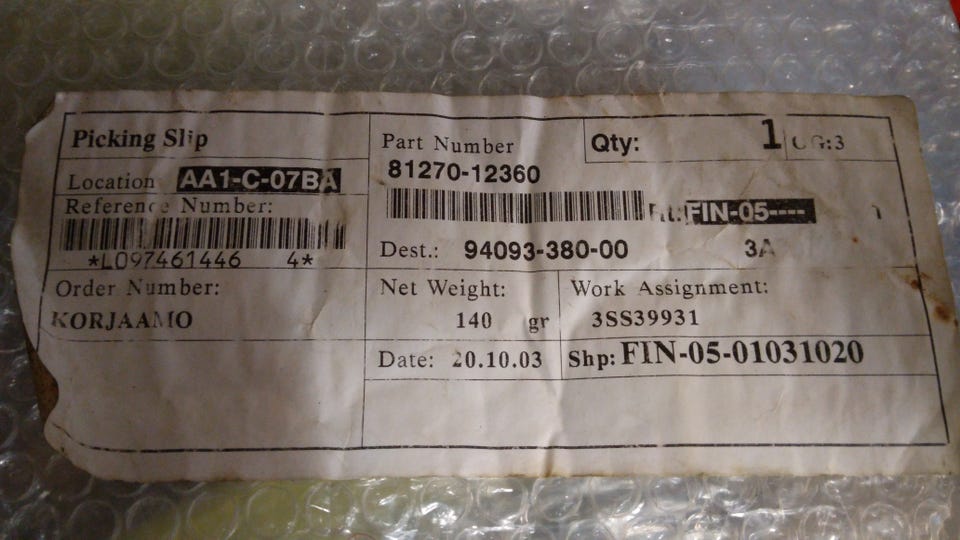 Picking Slip
Location AA1-C-07BA
Reference Number:
*L097461446 4*
Order Number:
KORJAAMO
Part Number
81270-12360
Qty: 1
:3
FIN-05----
Dest.: 94093-380-00 3A
Net Weight:
140 gr
Work Assignment:
3SS39931
Date: 20.10.03
Shp: FIN-05-01031020